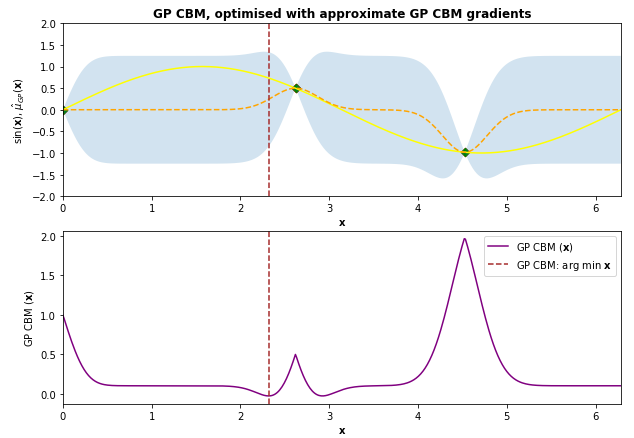 GP CBM, optimised with approximate GP CBM gradients
sin(x), μ̂_GP(x)
2.0
1.5
1.0
0.5
0.0
−0.5
−1.0
−1.5
−2.0
0 1 2 3 4 5 6
x
GP CBM (x)
2.0
1.5
1.0
0.5
0.0
GP CBM (x)
GP CBM: arg min x
0 1 2 3 4 5 6
x